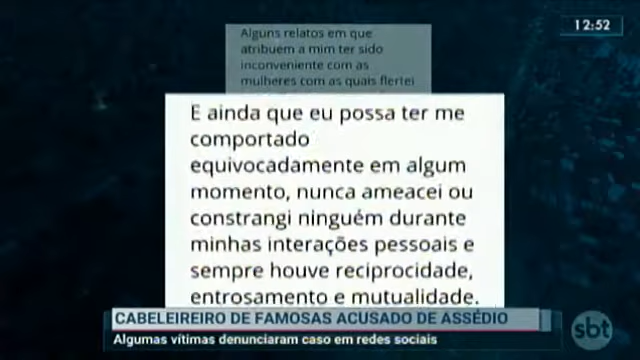 12:52
Alguns relatos em que
atribuem a mim ter sido
inconveniente com as
mulheres com as quais flertei
E ainda que eu possa ter me
comportado
equivocadamente em algum
momento, nunca ameacei ou
constrangi ninguém durante
minhas interações pessoais e
sempre houve reciprocidade,
entrosamento e mutualidade.
CABELEIREIRO DE FAMOSAS ACUSADO DE ASSÉDIO
Algumas vítimas denunciaram caso em redes sociais
sbt